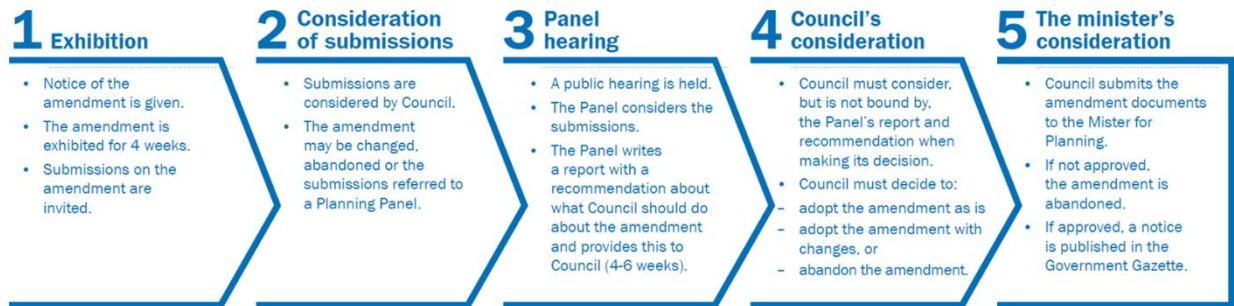 1 Exhibition
• Notice of the
amendment is given.
• The amendment is
exhibited for 4 weeks.
• Submissions on the
amendment are
invited.
2 Consideration
of submissions
• Submissions are
considered by Council.
• The amendment
may be changed,
abandoned or the
submissions referred to
a Planning Panel.
3 Panel
hearing
• A public hearing is held.
• The Panel considers the
submissions.
• The Panel writes
a report with a
recommendation about
what Council should do
about the amendment
and provides this to
Council (4-6 weeks).
4 Council's
consideration
• Council must consider,
but is not bound by,
the Panel's report and
recommendation when
making its decision.
• Council must decide to:
– adopt the amendment as is
– adopt the amendment with
changes, or
– abandon the amendment.
5 The minister's
consideration
• Council submits the
amendment documents
to the Mister for
Planning.
• If not approved,
the amendment is
abandoned.
• If approved, a notice
is published in the
Government Gazette.